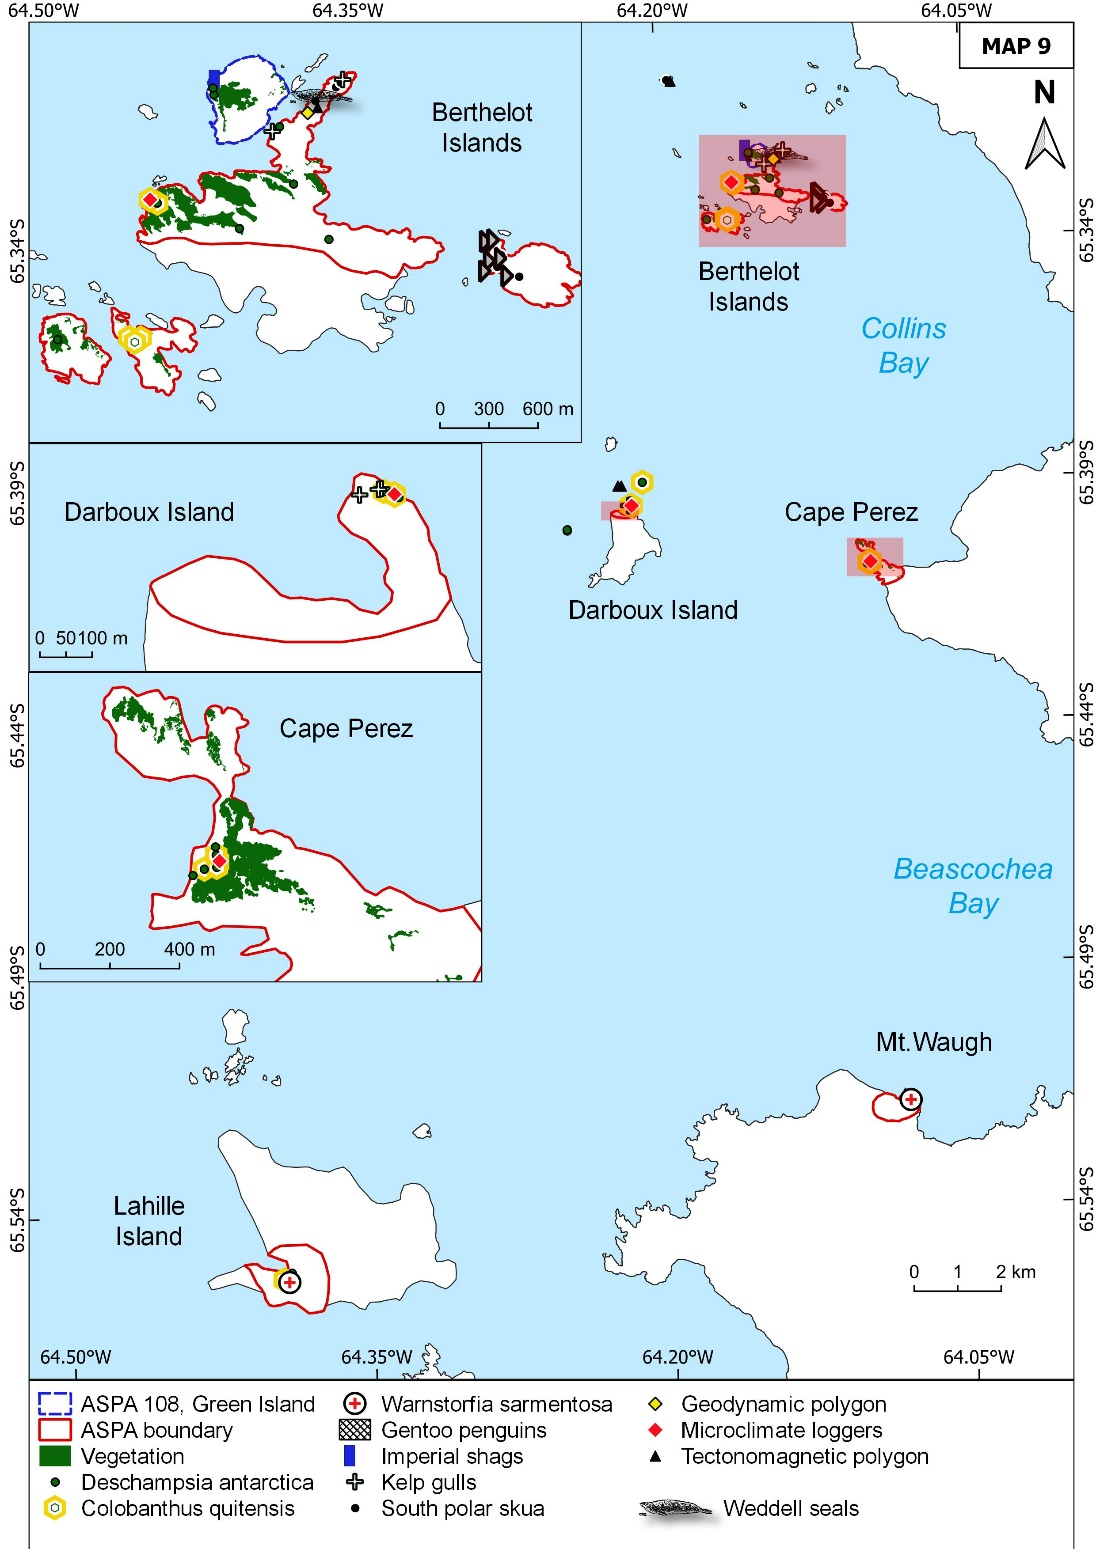 64.50°W 64.35°W 64.20°W 64.05°W
MAP 9
N
Berthelot
Islands
65.34°S
65.34°S
0 300 600 m
Berthelot
Islands
Collins
Bay
65.39°S
65.39°S
Darboux Island
0 50 100 m
Cape Perez
Darboux Island
65.44°S
65.44°S
Cape Perez
0 200 400 m
Beascochea
Bay
65.49°S
65.49°S
Mt.Waugh
Lahille
Island
65.54°S
65.54°S
0 1 2 km
64.50°W 64.35°W 64.20°W 64.05°W
ASPA 108, Green Island
ASPA boundary
Vegetation
Deschampsia antarctica
Colobanthus quitensis
Warnstorfia sarmentosa
Gentoo penguins
Imperial shags
Kelp gulls
South polar skua
Geodynamic polygon
Microclimate loggers
Tectonomagnetic polygon
Weddell seals